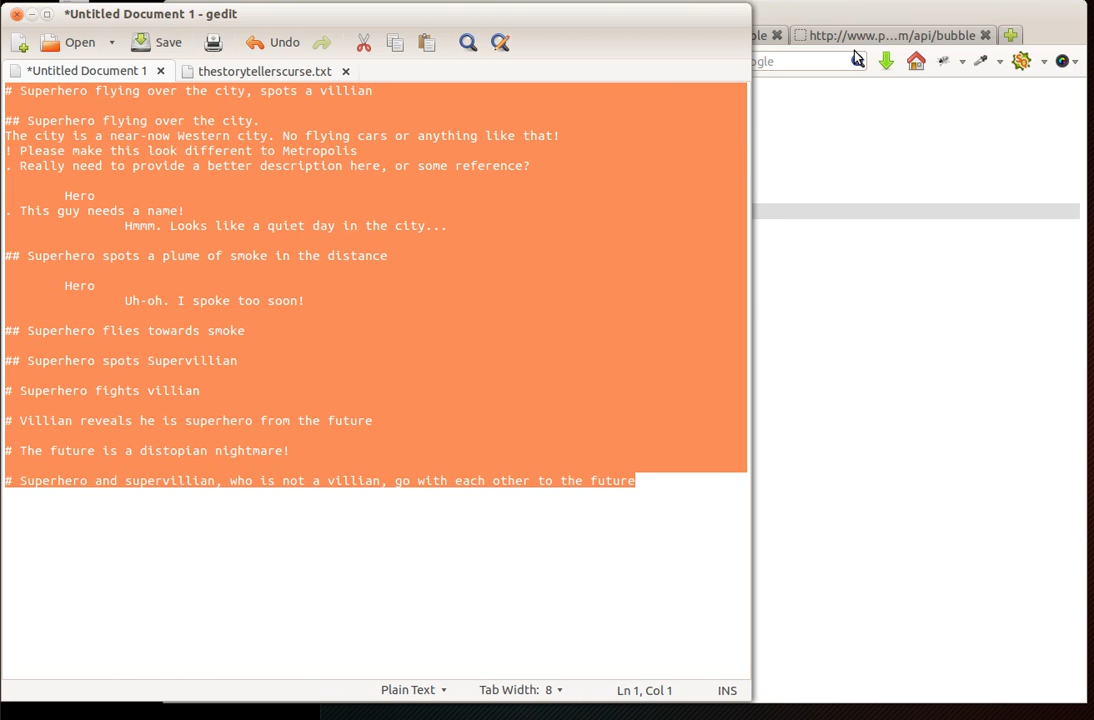 *Untitled Document 1 - gedit
Open
Save
Undo
*Untitled Document 1
thestorytellerscurse.txt
http://www.p...m/api/bubble
# Superhero flying over the city, spots a villian
## Superhero flying over the city.
The city is a near-now Western city. No flying cars or anything like that!
! Please make this look different to Metropolis
. Really need to provide a better description here, or some reference?
Hero
. This guy needs a name!
Hmmm. Looks like a quiet day in the city...
## Superhero spots a plume of smoke in the distance
Hero
Uh-oh. I spoke too soon!
## Superhero flies towards smoke
## Superhero spots Supervillian
# Superhero fights villian
# Villian reveals he is superhero from the future
# The future is a distopian nightmare!
# Superhero and supervillian, who is not a villian, go with each other to the future
Plain Text
Tab Width: 8
Ln 1, Col 1
INS